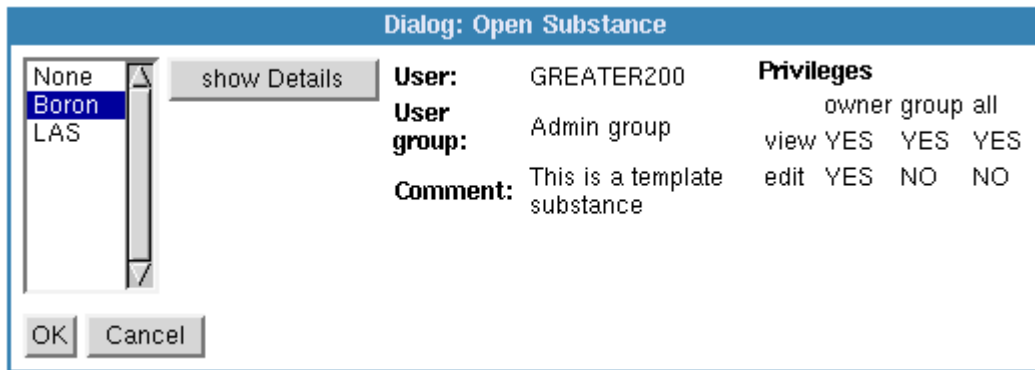 Dialog: Open Substance
None
Boron
LAS
show Details
User: GREATER200
User group: Admin group
Comment: This is a template
substance
Privileges
owner group all
view YES YES YES
edit YES NO NO
OK Cancel